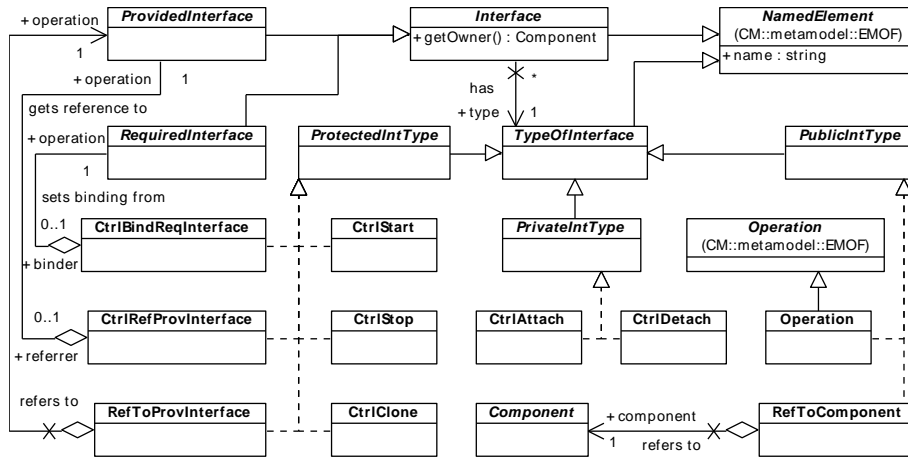 + operation
ProvidedInterface
Interface
NamedElement
(CM::metamodel::EMOF)
+ getOwner() : Component
+ name : string
1
+ operation
1
*
has
gets reference to
+ type
1
+ operation
RequiredInterface
ProtectedIntType
TypeOfInterface
PublicIntType
1
sets binding from
0..1
CtrlBindReqInterface
CtrlStart
PrivateIntType
Operation
(CM::metamodel::EMOF)
+ binder
0..1
CtrlRefProvInterface
CtrlStop
CtrlAttach
CtrlDetach
Operation
+ referrer
refers to
RefToProvInterface
CtrlClone
Component
+ component
RefToComponent
1
refers to